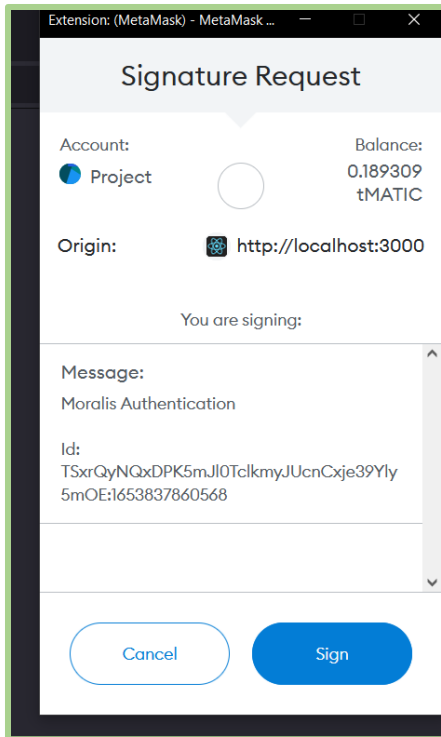 Extension: (MetaMask) - MetaMask ...
Signature Request
Account:
Balance:
Project
0.189309
tMATIC
Origin:
http://localhost:3000
You are signing:
Message:
Moralis Authentication
Id:
TSxrQyNQxDPK5mJl0TclkmyJUcnCxje39Yly
5mOE:1653837860568
Cancel
Sign